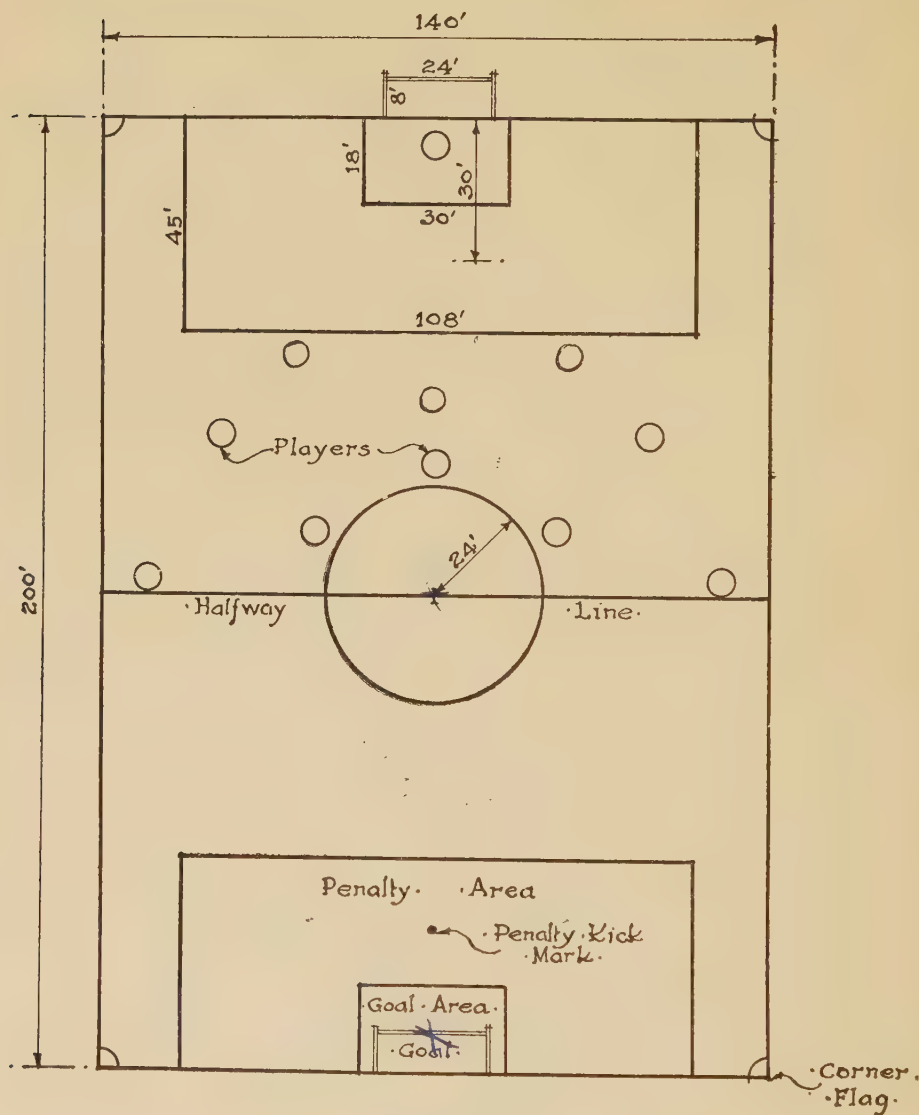 140'
24'
8'
18'
30'
30'
45'
108'
Players
24'
200'
·Halfway ·Line·
Penalty· ·Area
·Penalty·Kick
·Mark·
·Goal·Area·
·Goal·
·Corner·
·Flag·